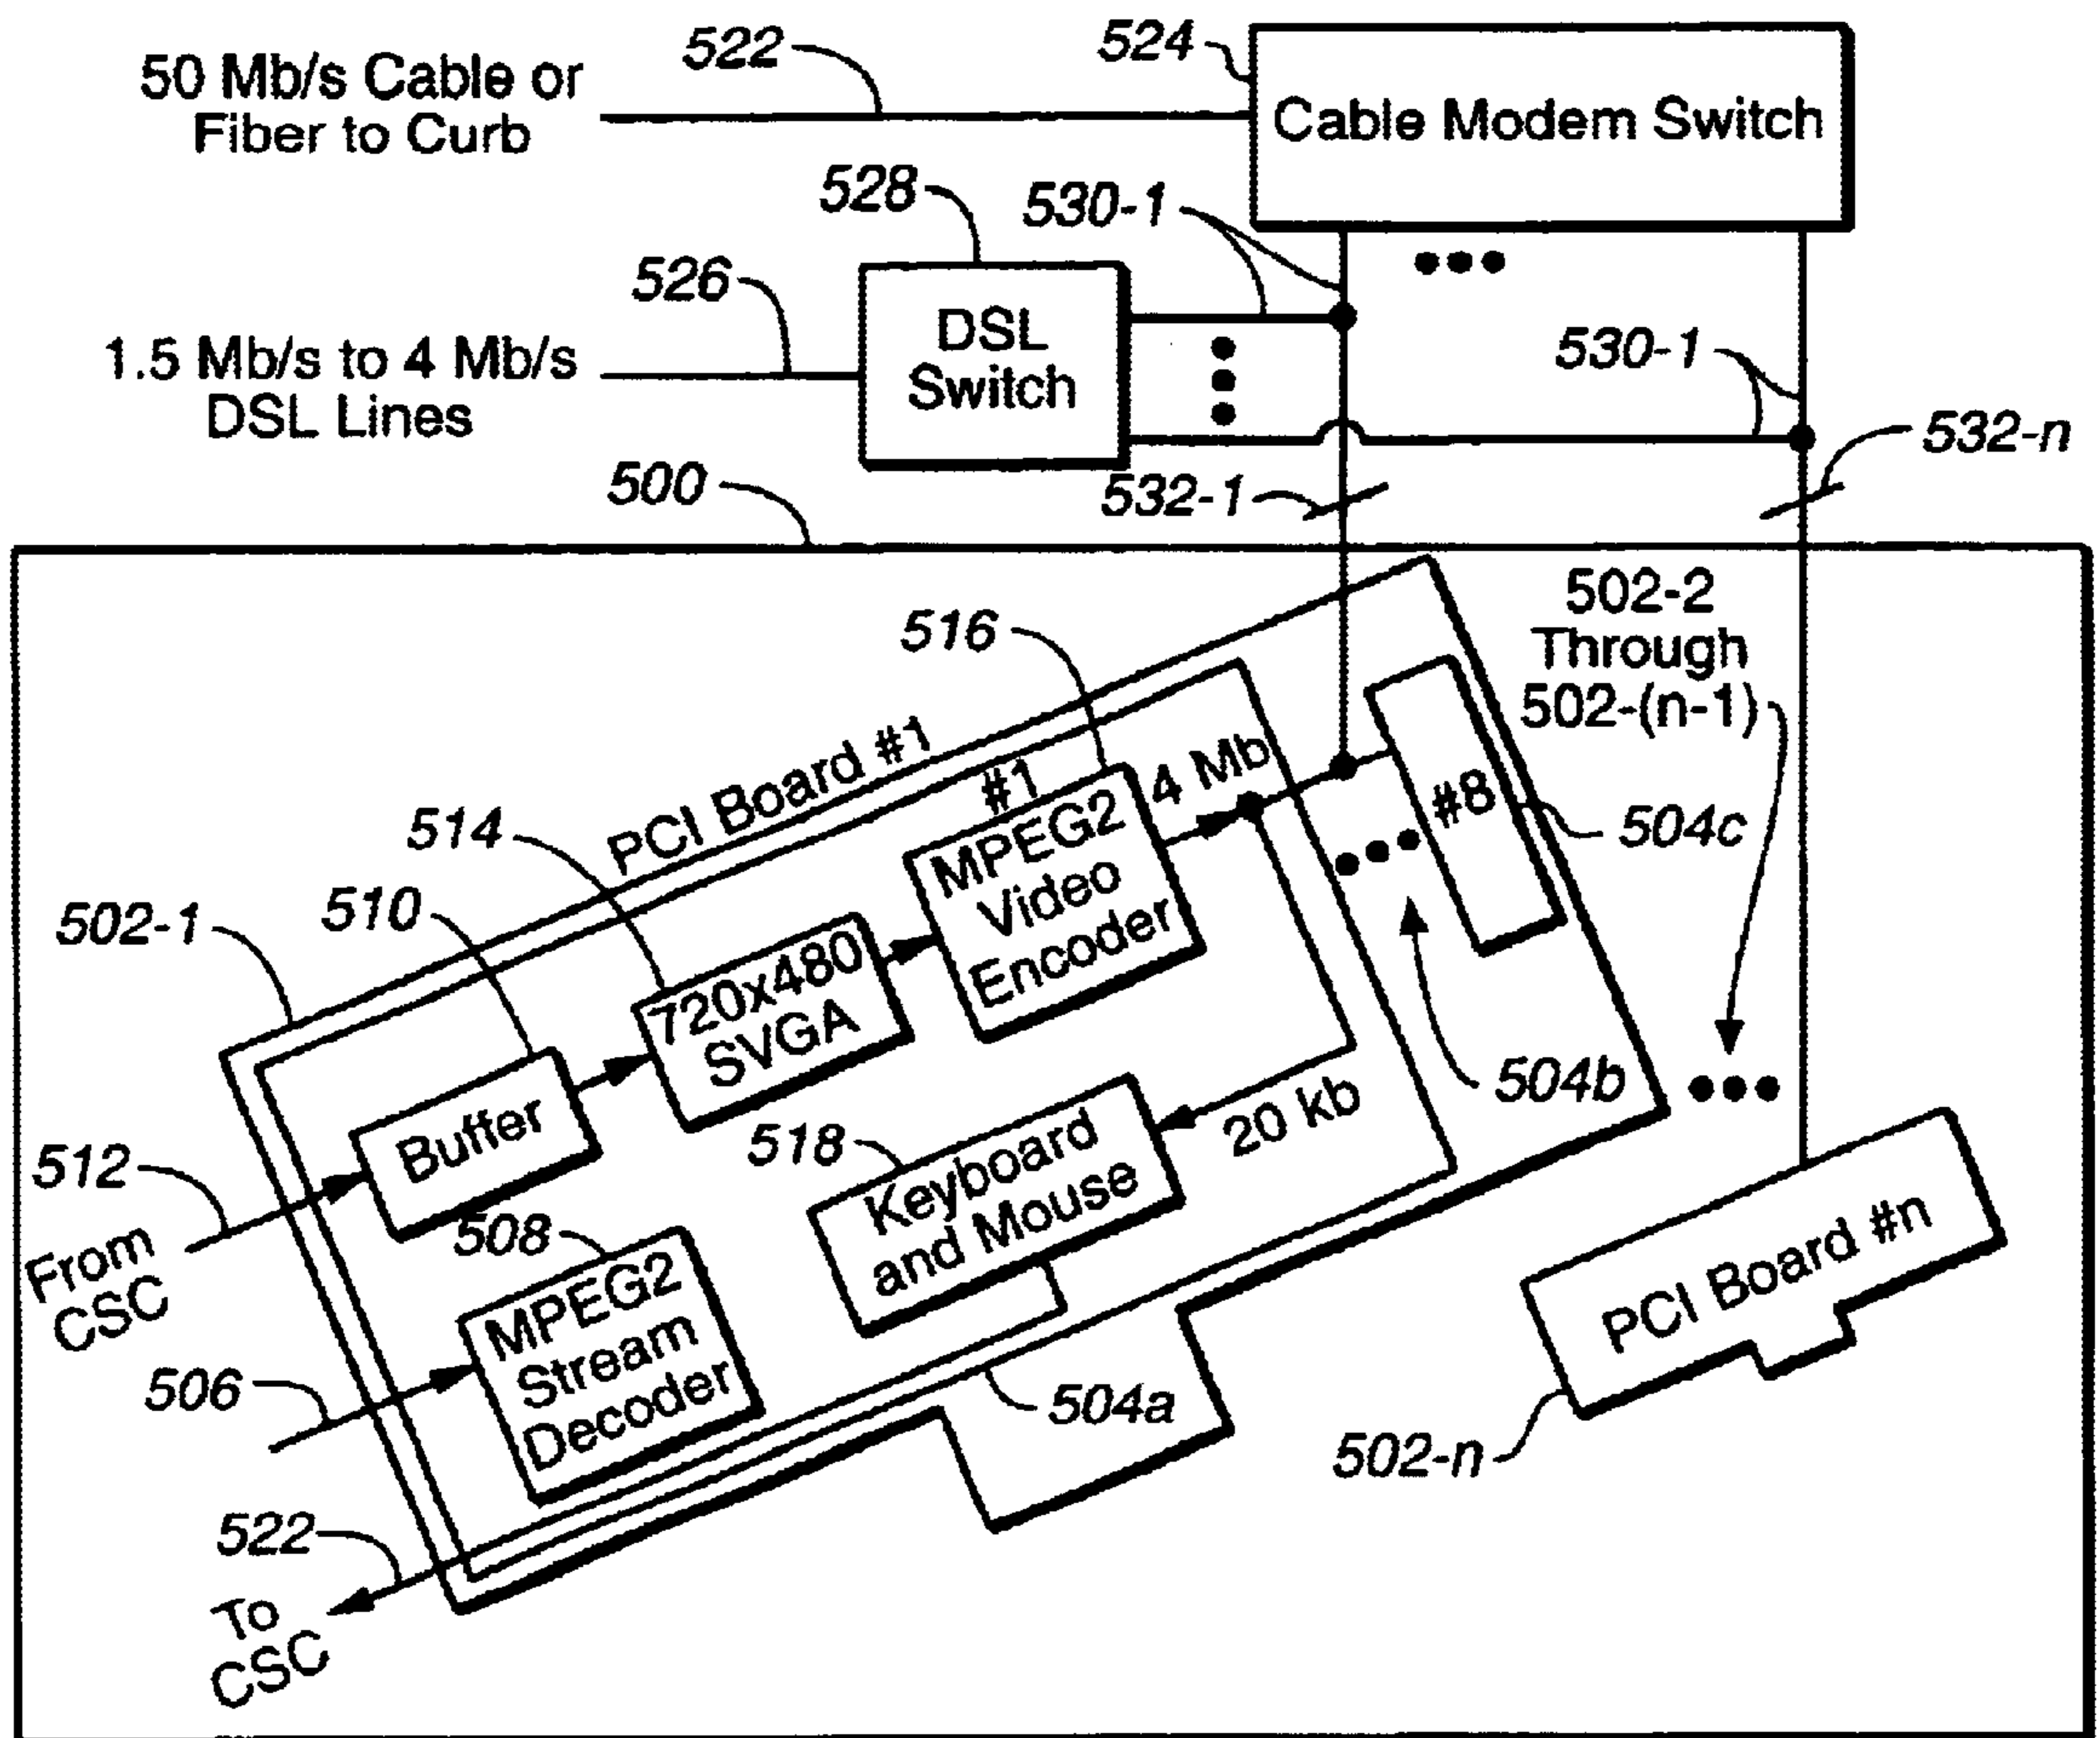 522
524
50 Mb/s Cable or
Fiber to Curb
Cable Modem Switch
528
530-1
526
DSL
Switch
1.5 Mb/s to 4 Mb/s
DSL Lines
530-1
532-n
500
532-1
502-2
Through
502-(n-1)
516
PCI Board #1
#1
4 Mb
#8
504c
514
MPEG2
Video
Encoder
510
502-1
720x480
SVGA
504b
Buffer
20 kb
518
Keyboard
and Mouse
512
From
CSC
508
MPEG2
Stream
Decoder
PCI Board #n
506
504a
502-n
522
To
CSC